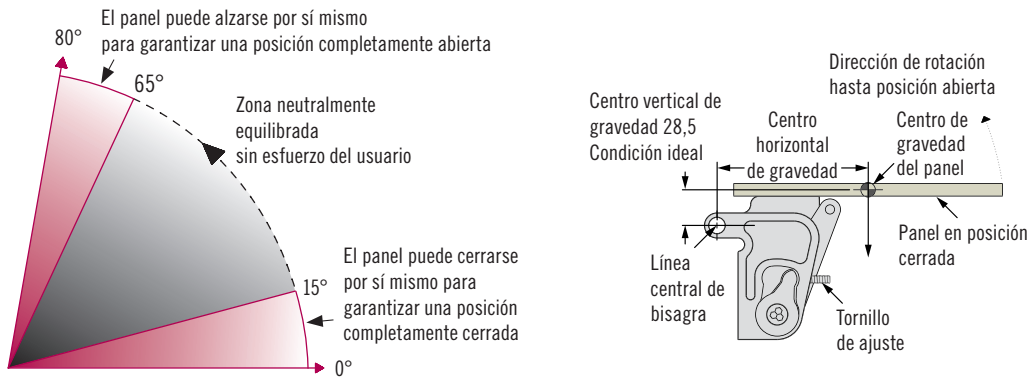 El panel puede alzarse por sí mismo
para garantizar una posición completamente abierta
80°
65°
Zona neutralmente
equilibrada
sin esfuerzo del usuario
El panel puede cerrarse
por sí mismo para
garantizar una posición
completamente cerrada
15°
0°
Dirección de rotación
hasta posición abierta
Centro vertical de
gravedad 28,5
Condición ideal
Centro
horizontal
de gravedad
Centro de
gravedad
del panel
Panel en posición
cerrada
Línea
central de
bisagra
Tornillo
de ajuste